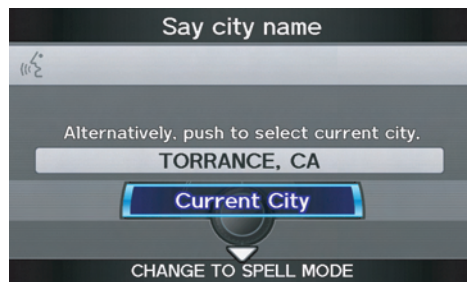 Say city name
Alternatively, push to select current city.
TORRANCE, CA
Current City
CHANGE TO SPELL MODE